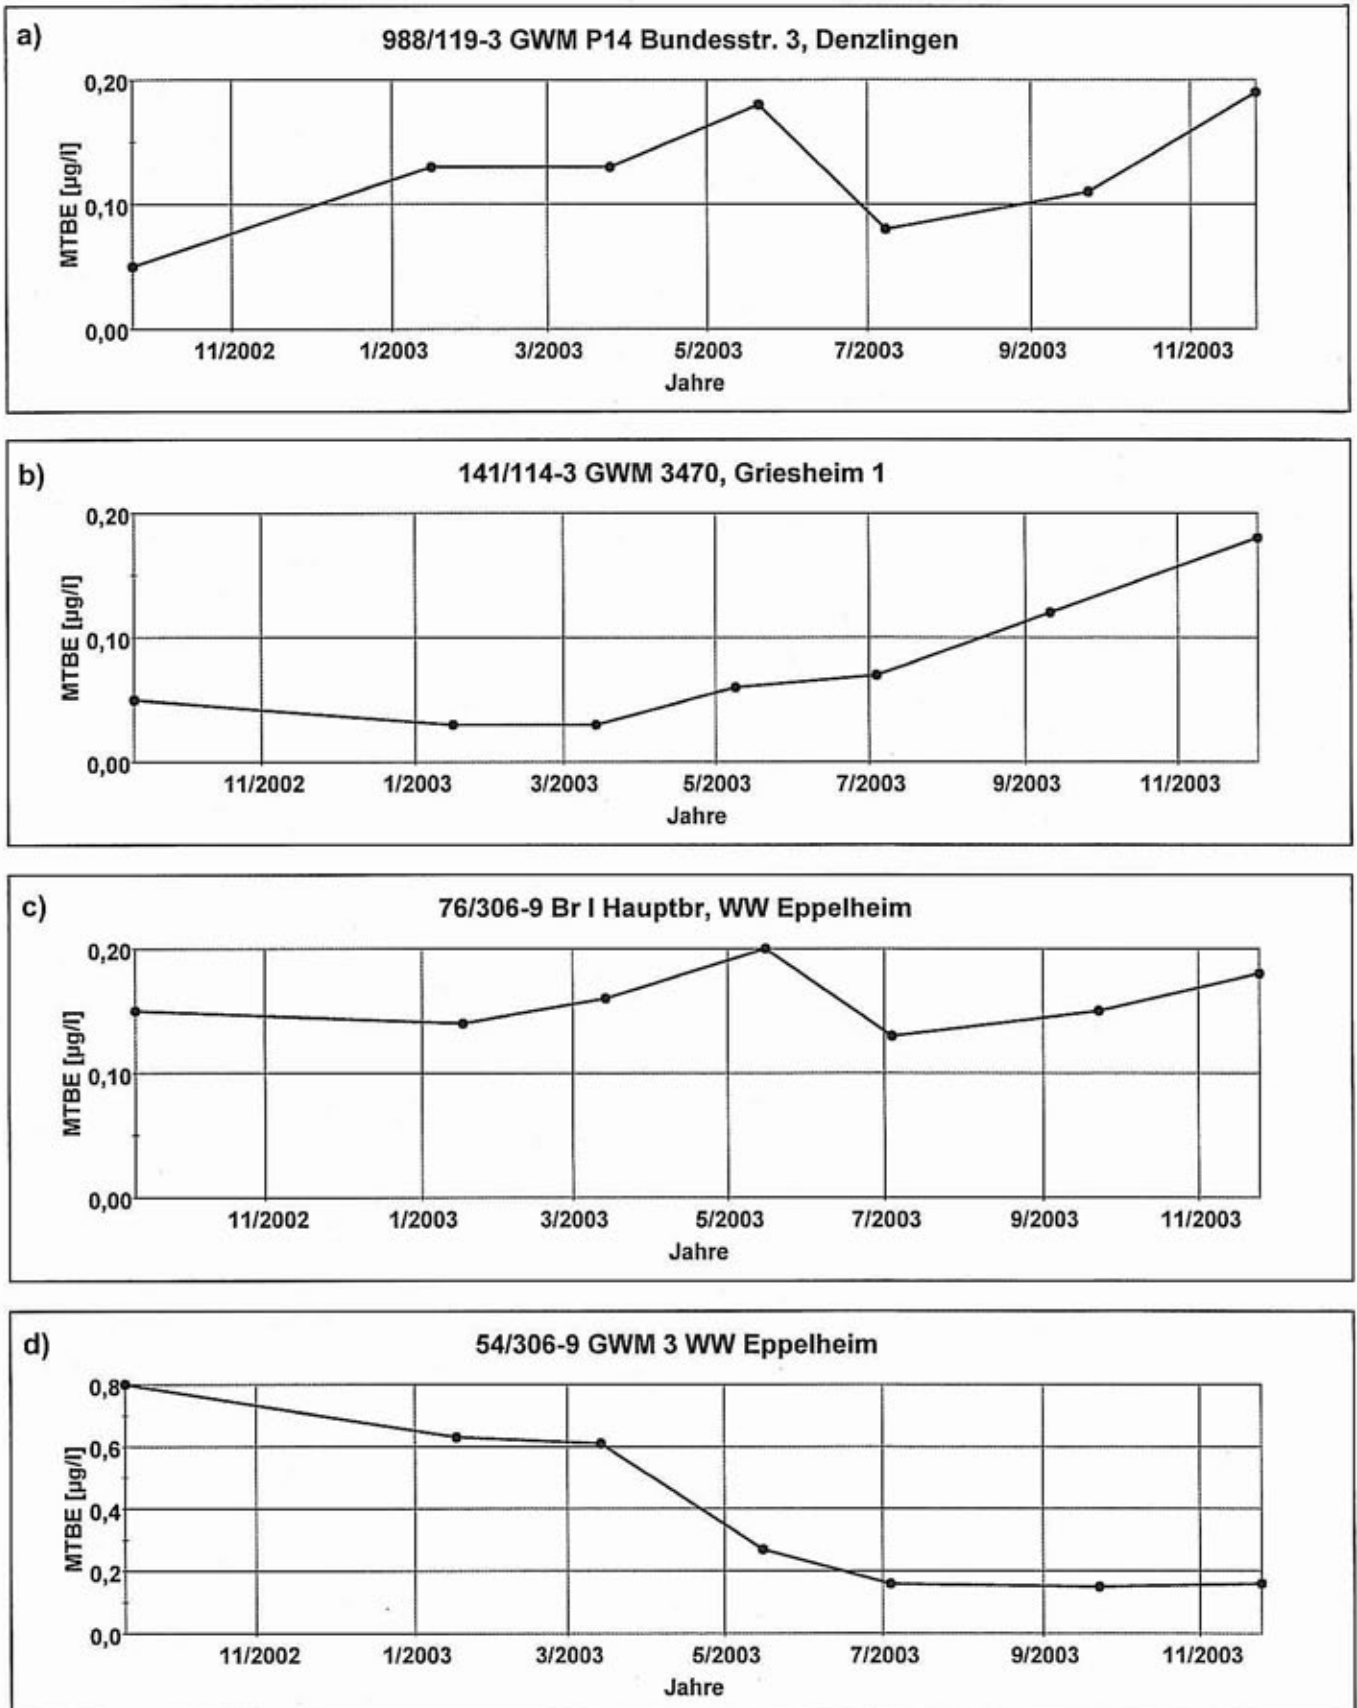 a)
988/119-3 GWM P14 Bundesstr. 3, Denzlingen
MTBE [µg/l]
0,20
0,10
0,00
11/2002 1/2003 3/2003 5/2003 7/2003 9/2003 11/2003
Jahre
b)
141/114-3 GWM 3470, Griesheim 1
MTBE [µg/l]
0,20
0,10
0,00
11/2002 1/2003 3/2003 5/2003 7/2003 9/2003 11/2003
Jahre
c)
76/306-9 Br I Hauptbr, WW Eppelheim
MTBE [µg/l]
0,20
0,10
0,00
11/2002 1/2003 3/2003 5/2003 7/2003 9/2003 11/2003
Jahre
d)
54/306-9 GWM 3 WW Eppelheim
MTBE [µg/l]
0,8
0,6
0,4
0,2
0,0
11/2002 1/2003 3/2003 5/2003 7/2003 9/2003 11/2003
Jahre